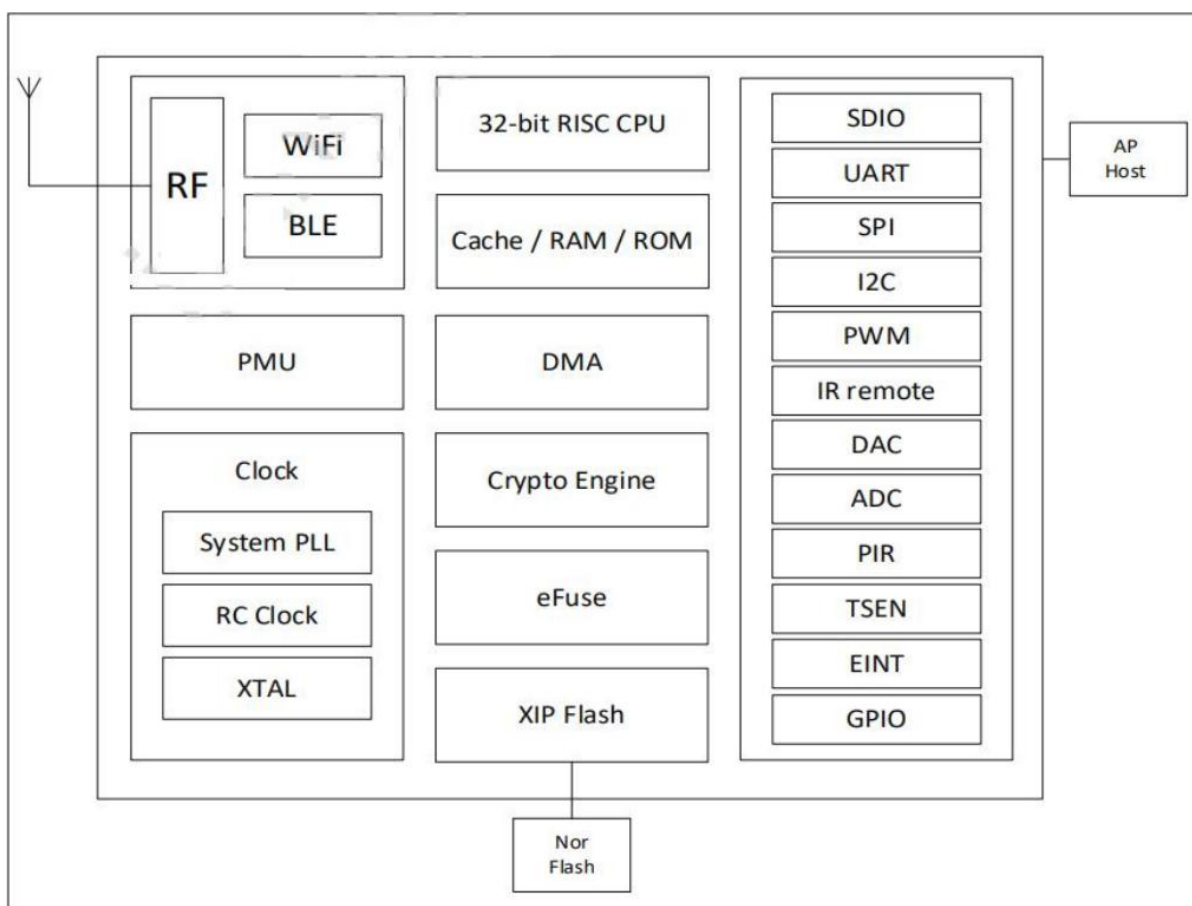 RF
WiFi
BLE
PMU
Clock
System PLL
RC Clock
XTAL
32-bit RISC CPU
Cache / RAM / ROM
DMA
Crypto Engine
eFuse
XIP Flash
SDIO
UART
SPI
I2C
PWM
IR remote
DAC
ADC
PIR
TSEN
EINT
GPIO
AP
Host
Nor
Flash